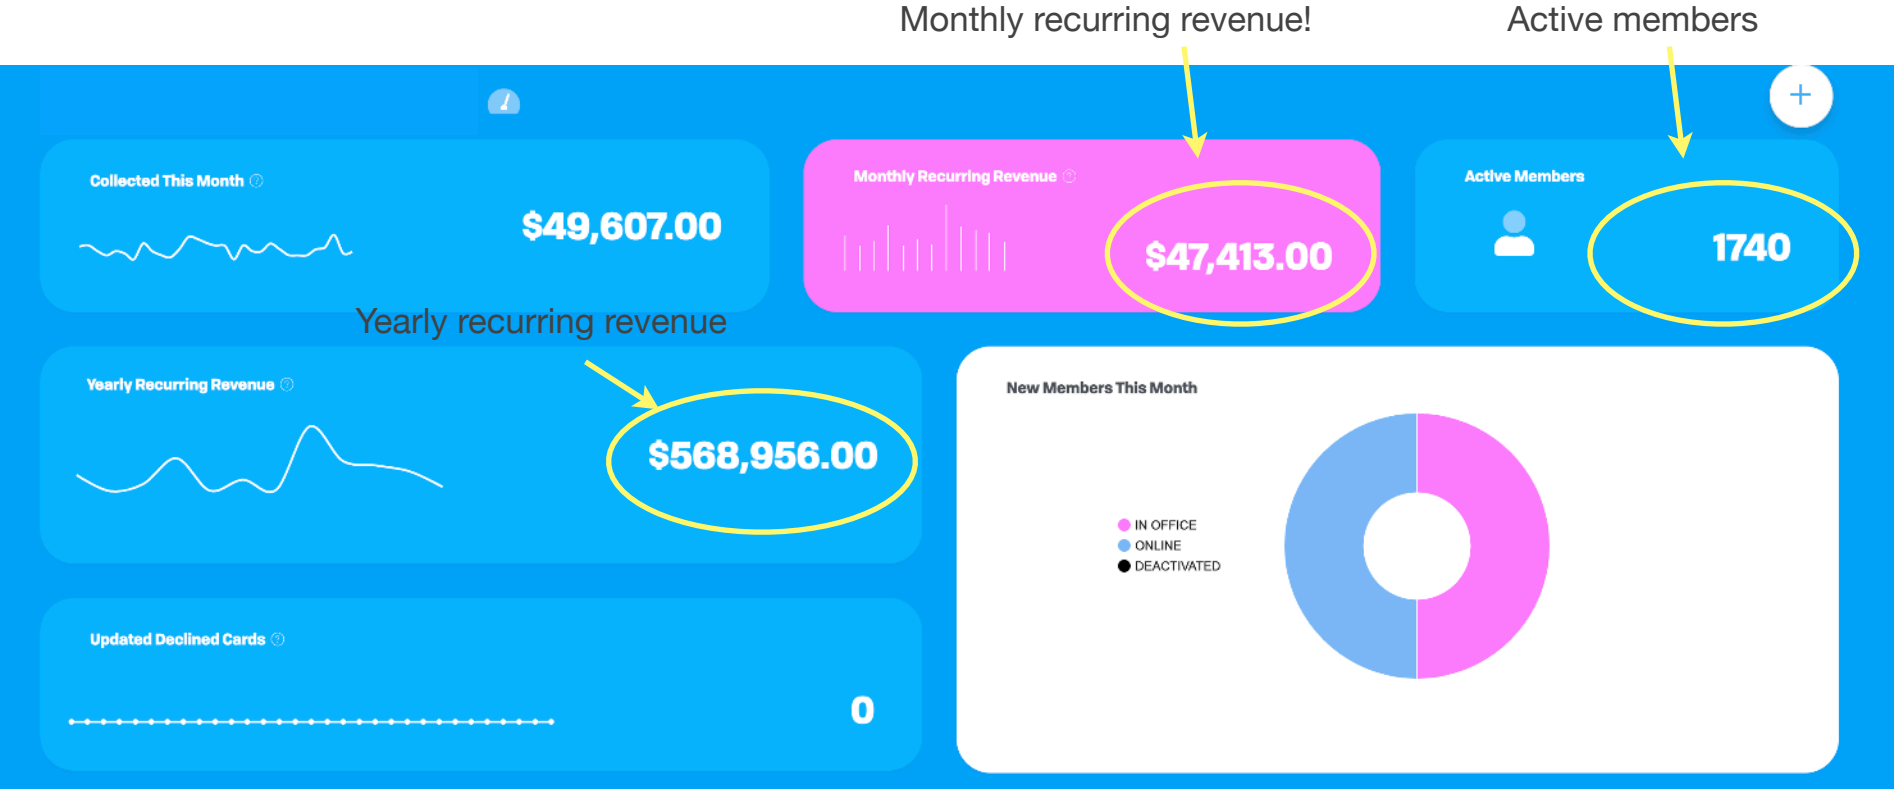 Monthly recurring revenue!
Active members
Collected This Month
$49,607.00
Monthly Recurring Revenue
$47,413.00
Active Members
1740
Yearly recurring revenue
Yearly Recurring Revenue
$568,956.00
New Members This Month
IN OFFICE
ONLINE
DEACTIVATED
Updated Declined Cards
0